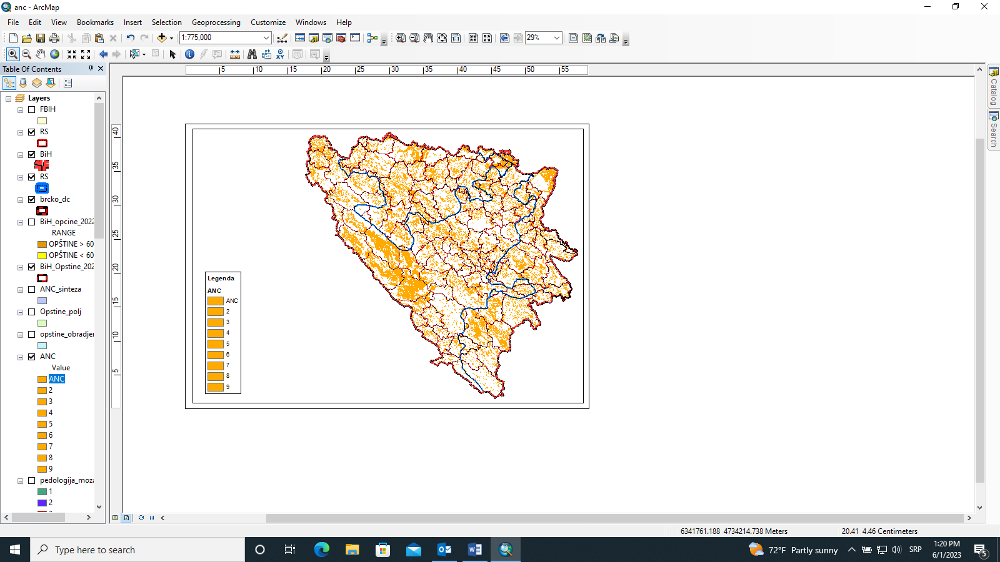 anc - ArcMap
File Edit View Bookmarks Insert Selection Geoprocessing Customize Windows Help
1:775,000
29%
Table Of Contents
Layers
FBIH
RS
BiH
RS
brcko_dc
BiH_opcine_2022
RANGE
OPŠTINE > 60
OPŠTINE < 60
BiH_Opstine_202
ANC_sinteza
Opstine_polj
opstine_obradjer
ANC
Value
ANC
2
3
4
5
6
7
8
9
pedologija_moza
1
2
5 10 15 20 25 30 35 40 45 50 55
40
35
30
25
20
15
10
5
Legenda
ANC
ANC
2
3
4
5
6
7
8
9
Catalog
Search
6341761.188 4734214.738 Meters
20.41 4.46 Centimeters
Type here to search
72°F Partly sunny
SRP
1:20 PM
6/1/2023
5